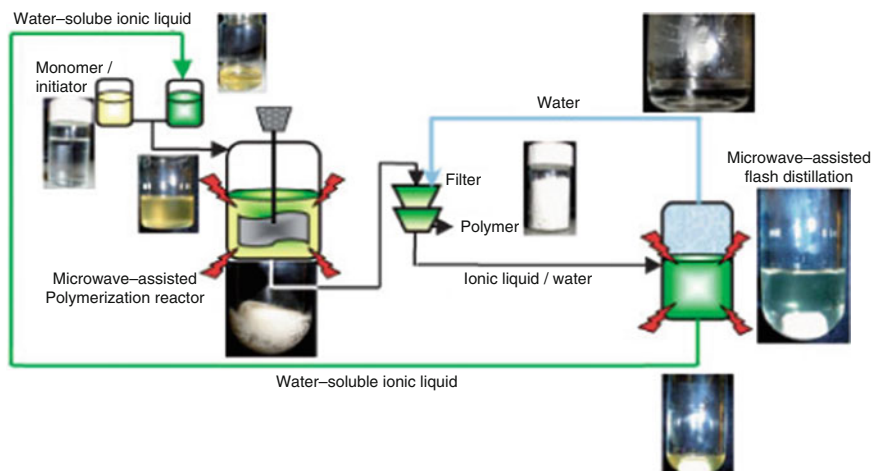 Water–solube ionic liquid
Monomer /
initiator
Water
Microwave–assisted
flash distillation
Filter
Polymer
Ionic liquid / water
Microwave–assisted
Polymerization reactor
Water–soluble ionic liquid